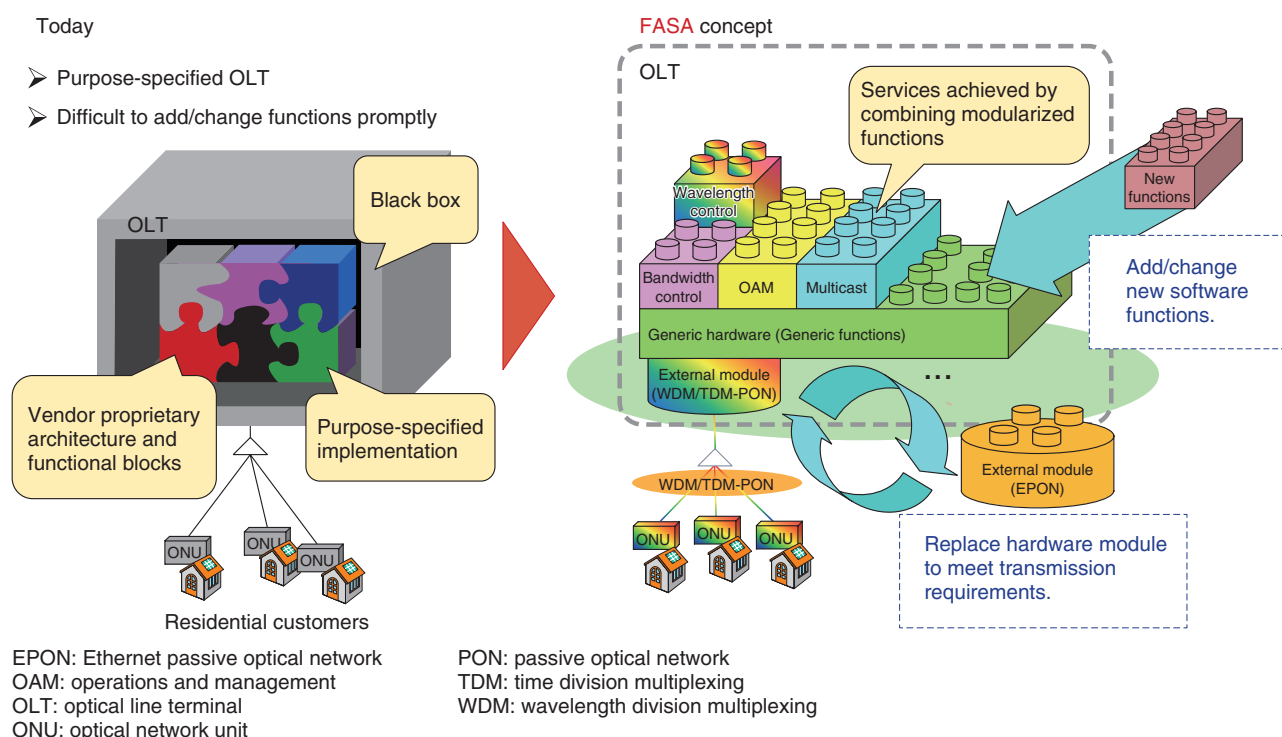 Today
➢ Purpose-specified OLT
➢ Difficult to add/change functions promptly
Black box
OLT
Vendor proprietary
architecture and
functional blocks
Purpose-specified
implementation
ONU
ONU
ONU
Residential customers
FASA concept
OLT
Services achieved by
combining modularized
functions
New
functions
Wavelength
control
Bandwidth
control
OAM
Multicast
Generic hardware (Generic functions)
Add/change
new software
functions.
External module
(WDM/TDM-PON)
...
External module
(EPON)
WDM/TDM-PON
ONU
ONU
ONU
Replace hardware module
to meet transmission
requirements.
EPON: Ethernet passive optical network
OAM: operations and management
OLT: optical line terminal
ONU: optical network unit
PON: passive optical network
TDM: time division multiplexing
WDM: wavelength division multiplexing